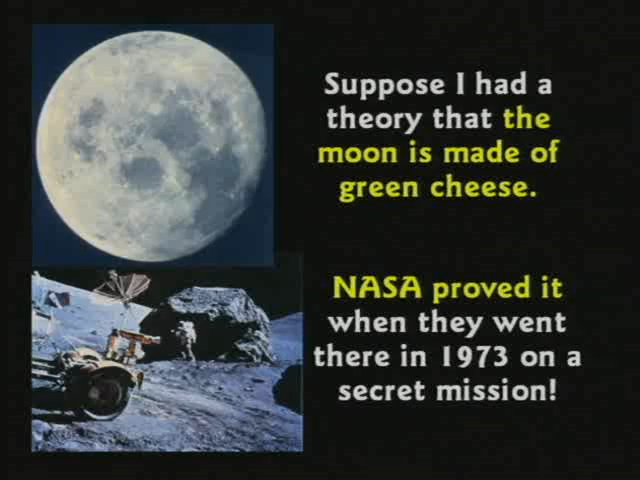 Suppose I had a
theory that the
moon is made of
green cheese.
NASA proved it
when they went
there in 1973 on a
secret mission!